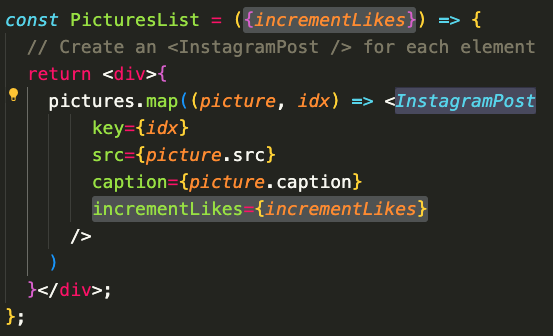 const PicturesList = ({incrementLikes}) => {
// Create an <InstagramPost /> for each element
return <div>{
pictures.map((picture, idx) => <InstagramPost
key={idx}
src={picture.src}
caption={picture.caption}
incrementLikes={incrementLikes}
/>
)
}</div>;
};